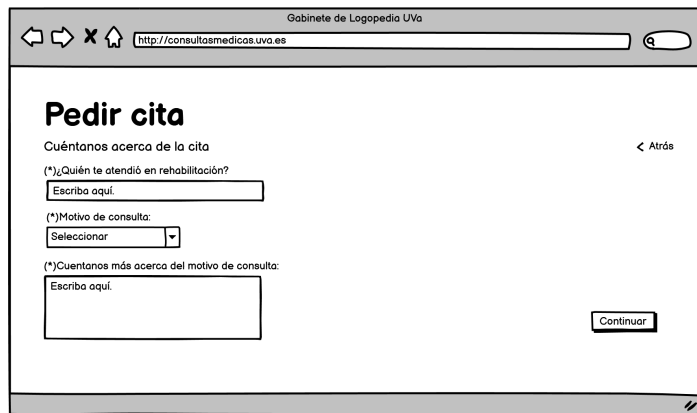 Gabinete de Logopedia UVa
http://consultasmedicas.uva.es
Pedir cita
Cuéntanos acerca de la cita
< Atrás
(*)¿Quién te atendió en rehabilitación?
Escriba aquí.
(*)Motivo de consulta:
Seleccionar
(*)Cuentanos más acerca del motivo de consulta:
Escriba aquí.
Continuar